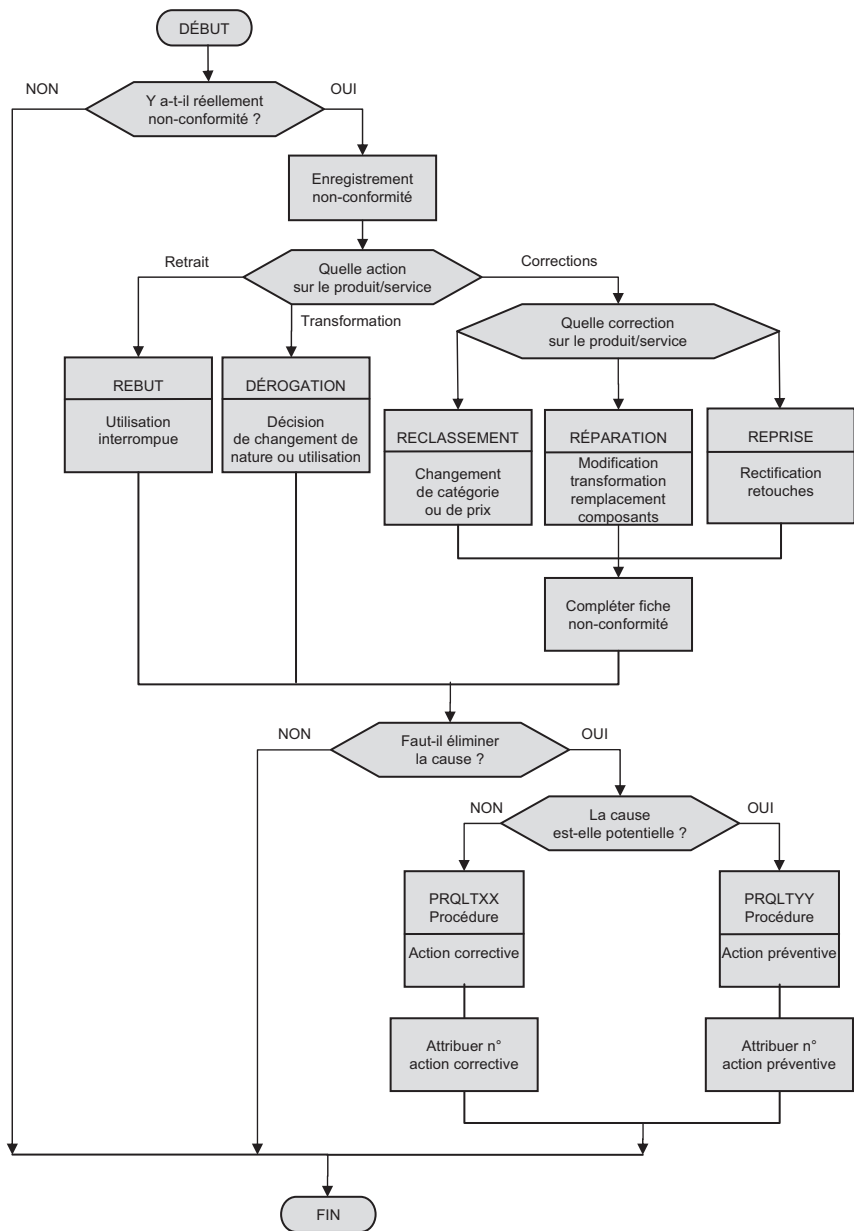 DÉBUT
NON
OUI
Y a-t-il réellement
non-conformité ?
Enregistrement
non-conformité
Retrait
Quelle action
sur le produit/service
Corrections
Transformation
Quelle correction
sur le produit/service
REBUT
Utilisation
interrompue
DÉROGATION
Décision
de changement de
nature ou utilisation
RECLASSEMENT
Changement
de catégorie
ou de prix
RÉPARATION
Modification
transformation
remplacement
composants
REPRISE
Rectification
retouches
Compléter fiche
non-conformité
NON
Faut-il éliminer
la cause ?
OUI
NON
La cause
est-elle potentielle ?
OUI
PRQLTXX
Procédure
Action corrective
PRQLTYY
Procédure
Action préventive
Attribuer n°
action corrective
Attribuer n°
action préventive
FIN